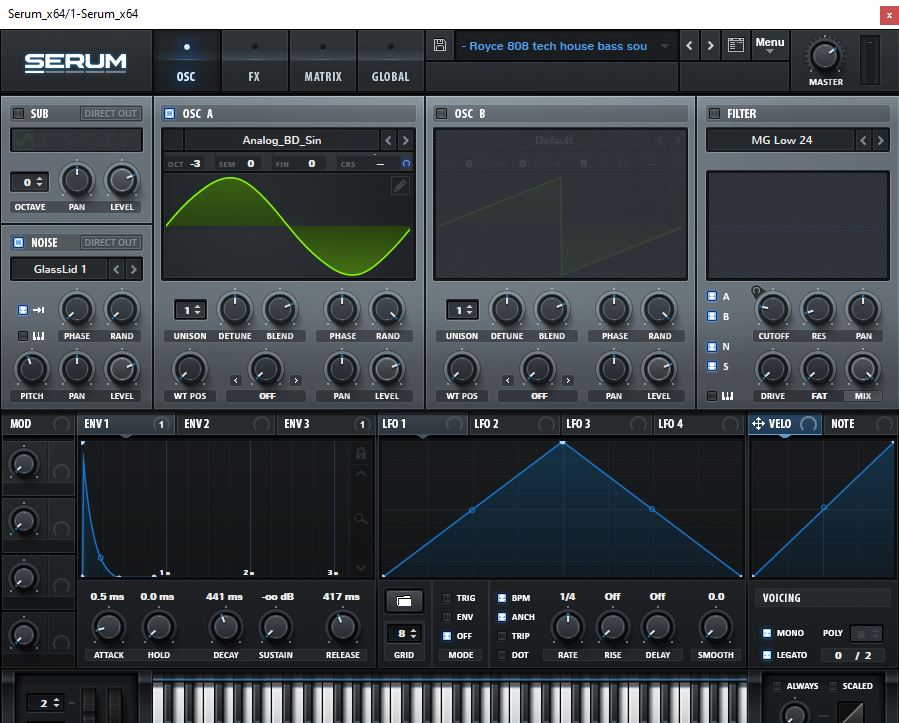 Serum_x64/1-Serum_x64
x
SERUM
OSC
FX
MATRIX
GLOBAL
- Royce 808 tech house bass sou
Menu
MASTER
SUB
DIRECT OUT
OSC A
OSC B
FILTER
Analog_BD_Sin
Default
MG Low 24
OCT -3 SEM 0 FIN 0 CRS --
0
OCTAVE
PAN
LEVEL
NOISE
DIRECT OUT
GlassLid 1
PHASE
RAND
PITCH
PAN
LEVEL
1
UNISON
DETUNE
BLEND
PHASE
RAND
WT POS
OFF
PAN
LEVEL
1
UNISON
DETUNE
BLEND
PHASE
RAND
WT POS
OFF
PAN
LEVEL
A
B
N
S
CUTOFF
RES
PAN
DRIVE
FAT
MIX
MOD
ENV 1
1
ENV 2
ENV 3
1
LFO 1
LFO 2
LFO 3
LFO 4
VELO
NOTE
1s
2s
3s
0.5 ms
0.0 ms
441 ms
-oo dB
417 ms
ATTACK
HOLD
DECAY
SUSTAIN
RELEASE
8
GRID
TRIG
ENV
OFF
MODE
BPM
ANCH
TRIP
DOT
1/4
Off
Off
0.0
RATE
RISE
DELAY
SMOOTH
VOICING
MONO
POLY
LEGATO
0 / 2
2
ALWAYS
SCALED